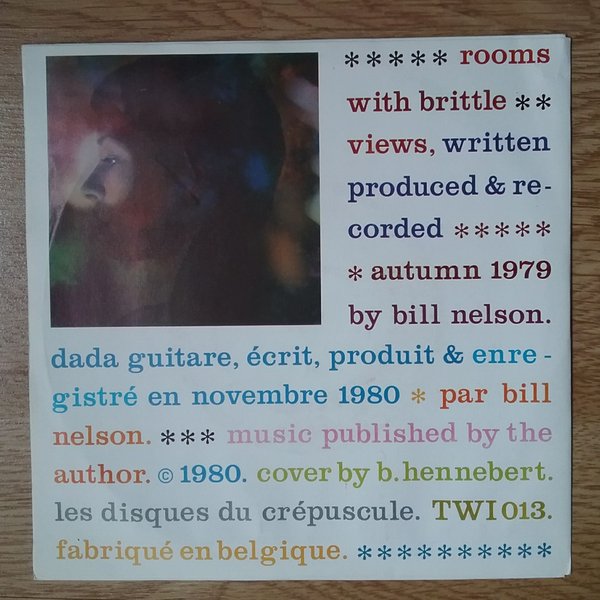 ***** rooms
with brittle **
views, written
produced & re-
corded *****
* autumn 1979
by bill nelson.
dada guitare, écrit, produit & enre-
gistré en novembre 1980 * par bill
nelson. *** music published by the
author. © 1980. cover by b. hennebert.
les disques du crépuscule. TWI 013.
fabriqué en belgique. **********